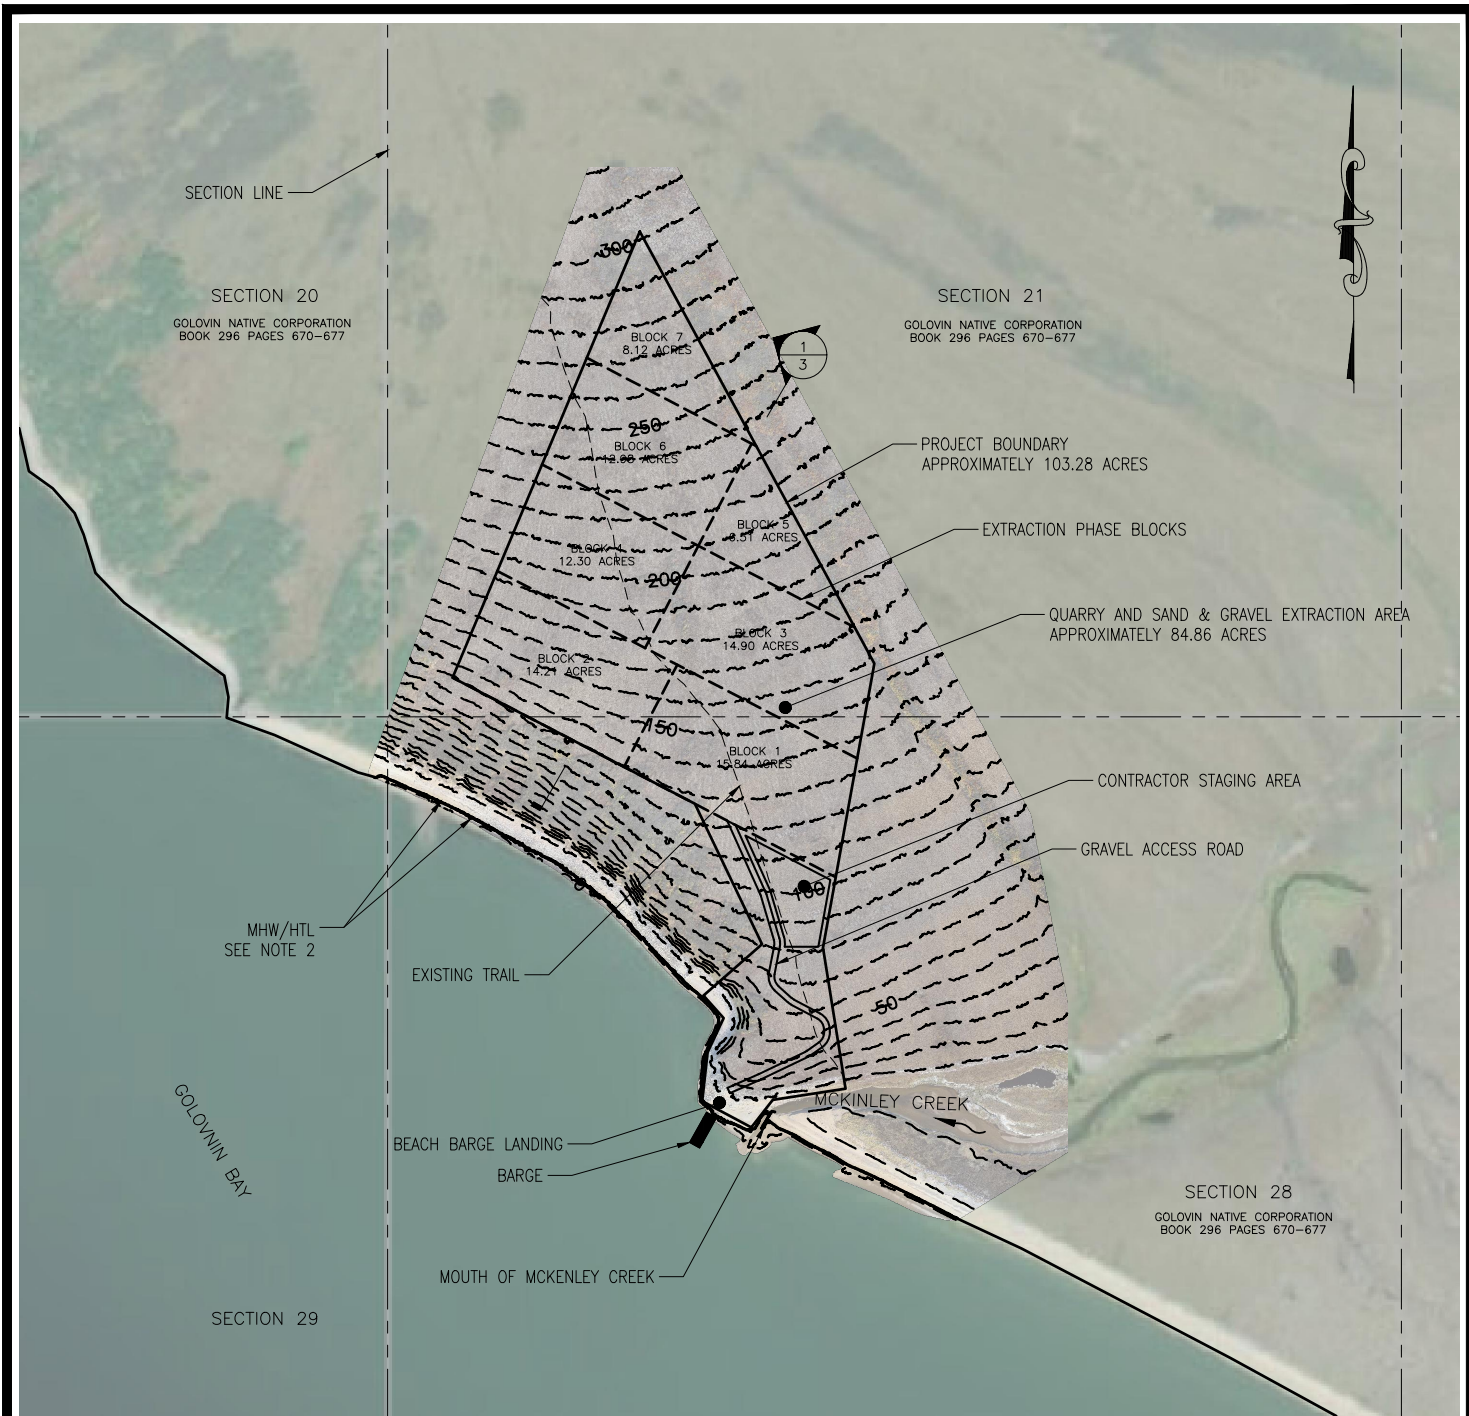 SECTION LINE
SECTION 20
GOLOVIN NATIVE CORPORATION
BOOK 296 PAGES 670-677
SECTION 21
GOLOVIN NATIVE CORPORATION
BOOK 296 PAGES 670-677
300
BLOCK 7
8.12 ACRES
1
3
250
BLOCK 6
ACRES
PROJECT BOUNDARY
APPROXIMATELY 103.28 ACRES
BLOCK 5
ACRES
EXTRACTION PHASE BLOCKS
BLOCK 4
12.30 ACRES
200
QUARRY AND SAND & GRAVEL EXTRACTION AREA
APPROXIMATELY 84.86 ACRES
BLOCK 3
14.90 ACRES
BLOCK 2
14.21 ACRES
150
BLOCK 1
15.84 ACRES
CONTRACTOR STAGING AREA
GRAVEL ACCESS ROAD
100
MHW/HTL
SEE NOTE 2
EXISTING TRAIL
50
GOLOVNIN BAY
MCKINLEY CREEK
BEACH BARGE LANDING
BARGE
SECTION 28
GOLOVIN NATIVE CORPORATION
BOOK 296 PAGES 670-677
MOUTH OF MCKENLEY CREEK
SECTION 29